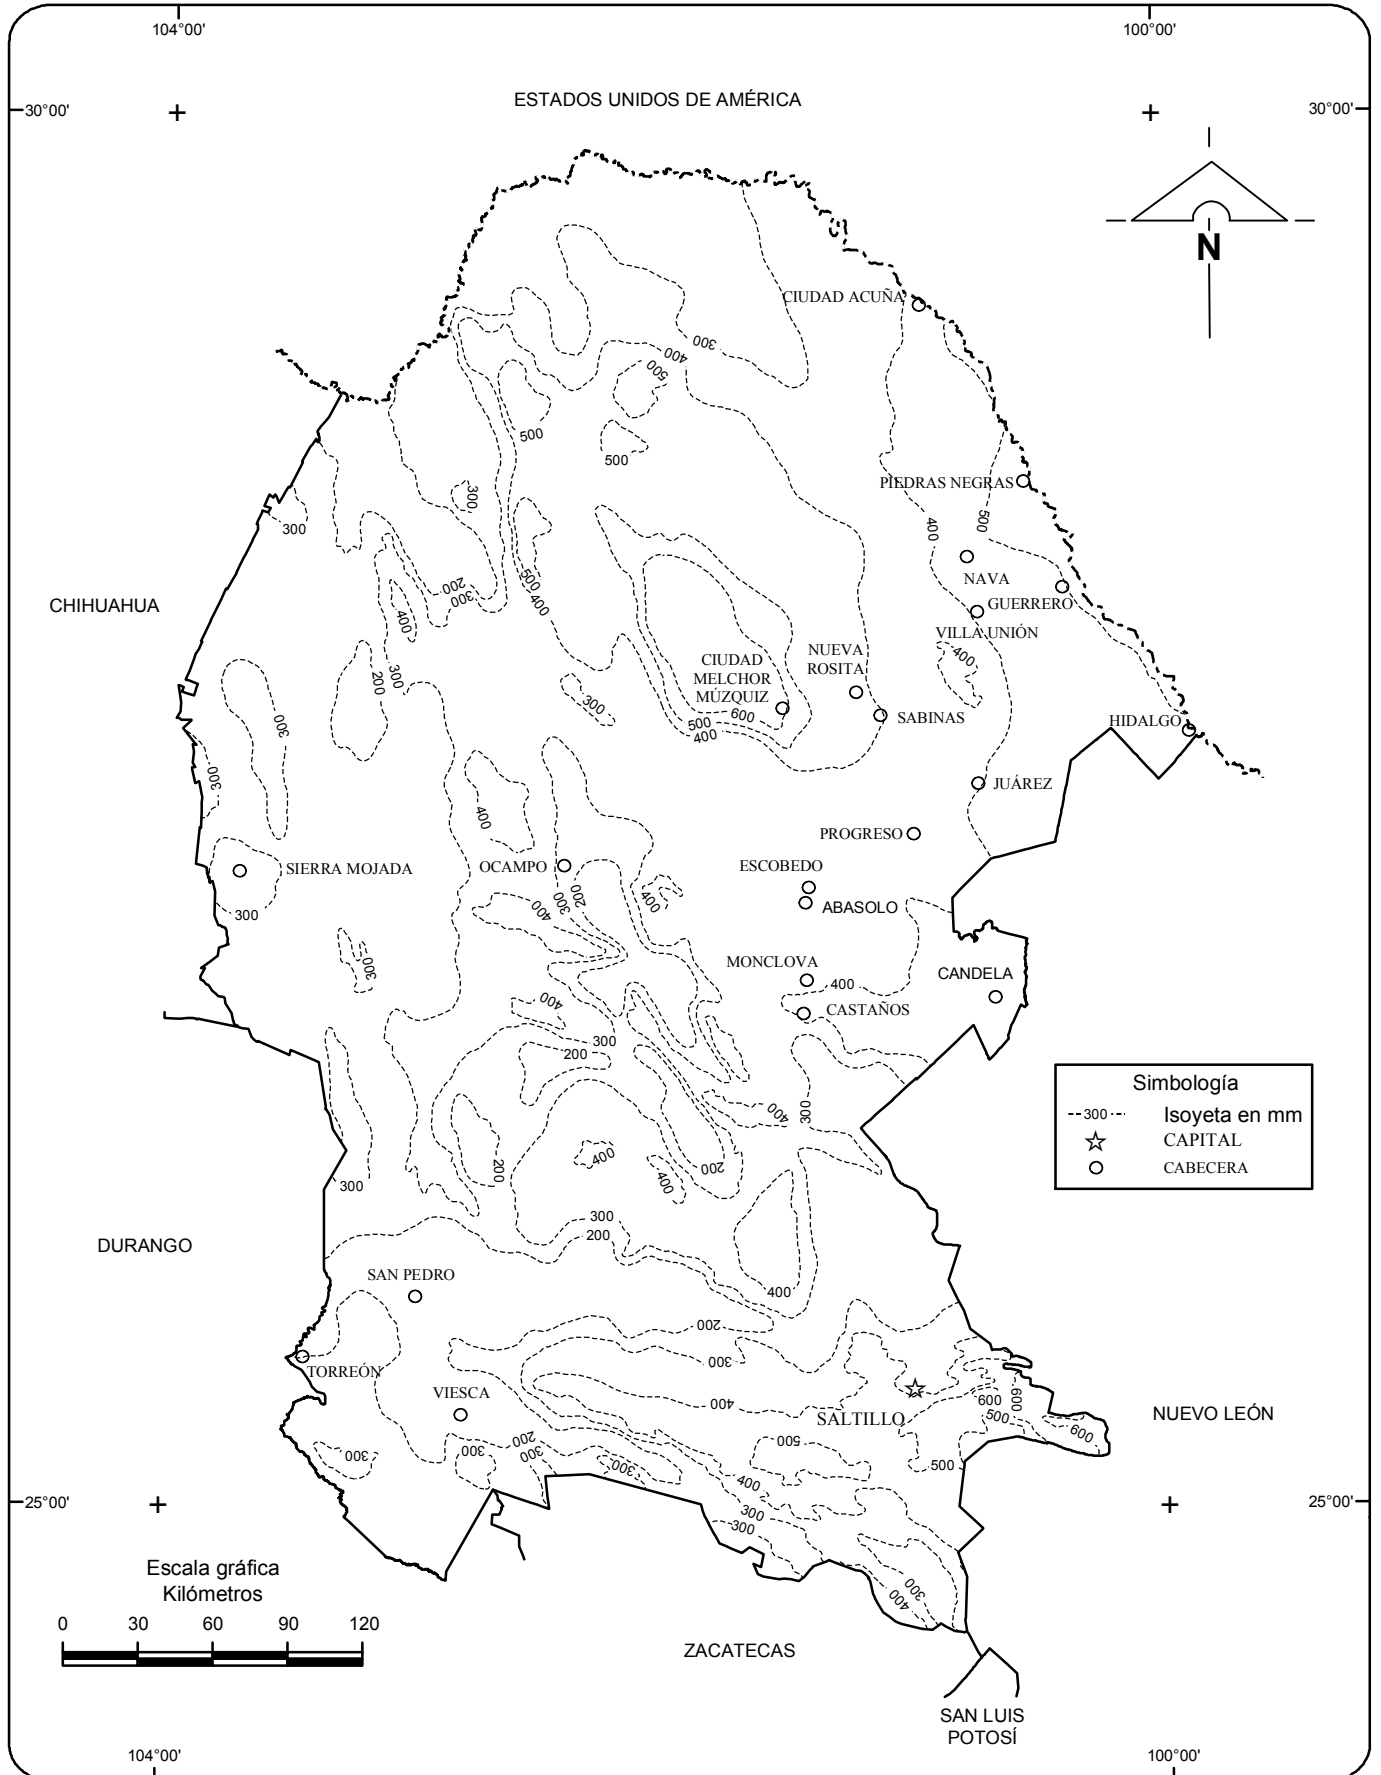 104°00'
100°00'
30°00'
ESTADOS UNIDOS DE AMÉRICA
30°00'
N
CIUDAD ACUÑA
300
400
500
500
500
300
PIEDRAS NEGRAS
300
400
500
500
400
200
300
400
NAVA
GUERRERO
VILLA UNIÓN
400
CHIHUAHUA
NUEVA
ROSITA
CIUDAD
MELCHOR
MÚZQUIZ
200
300
300
600
500
400
SABINAS
HIDALGO
300
300
JUÁREZ
400
PROGRESO
SIERRA MOJADA
OCAMPO
ESCOBEDO
ABASOLO
200
300
400
400
300
300
MONCLOVA
400
CANDELA
CASTAÑOS
400
300
200
Simbología
300
Isoyeta en mm
CAPITAL
CABECERA
400
300
400
400
200
200
300
300
200
DURANGO
SAN PEDRO
400
200
300
TORREÓN
VIESCA
400
SALTILLO
600
600
500
600
NUEVO LEÓN
500
500
300
300
200
300
300
400
300
300
25°00'
25°00'
300
400
Escala gráfica
Kilómetros
0 30 60 90 120
ZACATECAS
SAN LUIS
POTOSÍ
104°00'
100°00'